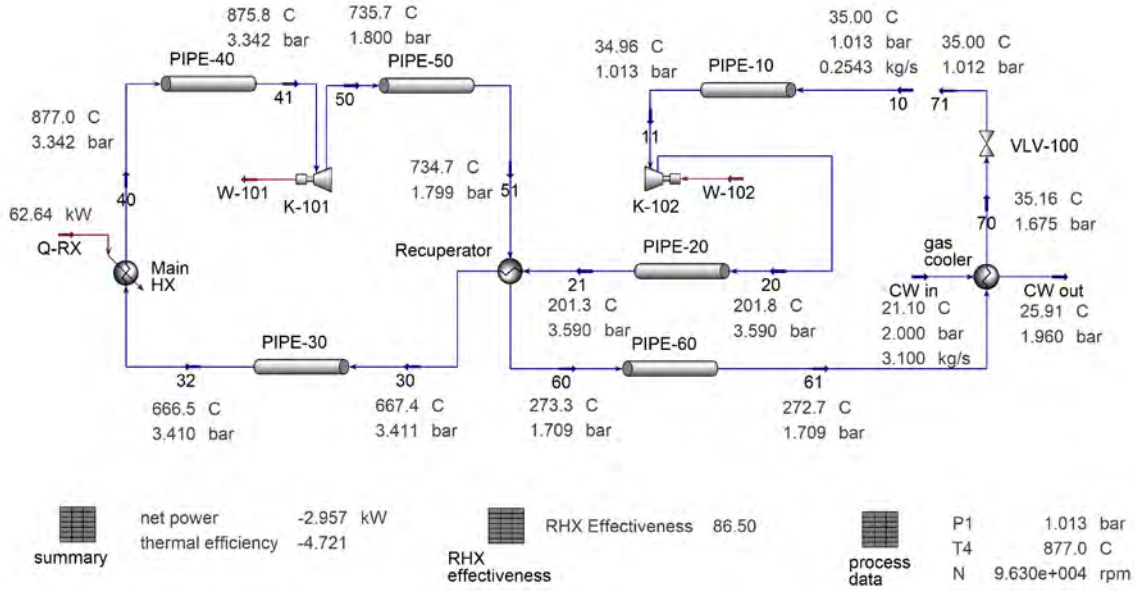 875.8 C
3.342 bar
PIPE-40
41
735.7 C
1.800 bar
PIPE-50
50
877.0 C
3.342 bar
40
W-101
K-101
734.7 C
1.799 bar
51
62.64 kW
Q-RX
Main
HX
Recuperator
PIPE-30
32
30
666.5 C
3.410 bar
667.4 C
3.411 bar
34.96 C
1.013 bar
PIPE-10
35.00 C
1.013 bar
0.2543 kg/s
35.00 C
1.012 bar
10
71
11
VLV-100
K-102
W-102
35.16 C
1.675 bar
70
PIPE-20
21
20
201.3 C
3.590 bar
201.8 C
3.590 bar
gas
cooler
CW in
CW out
21.10 C
2.000 bar
3.100 kg/s
25.91 C
1.960 bar
PIPE-60
60
61
273.3 C
1.709 bar
272.7 C
1.709 bar
summary
net power -2.957 kW
thermal efficiency -4.721
RHX
effectiveness
RHX Effectiveness 86.50
process
data
P1 1.013 bar
T4 877.0 C
N 9.630e+004 rpm